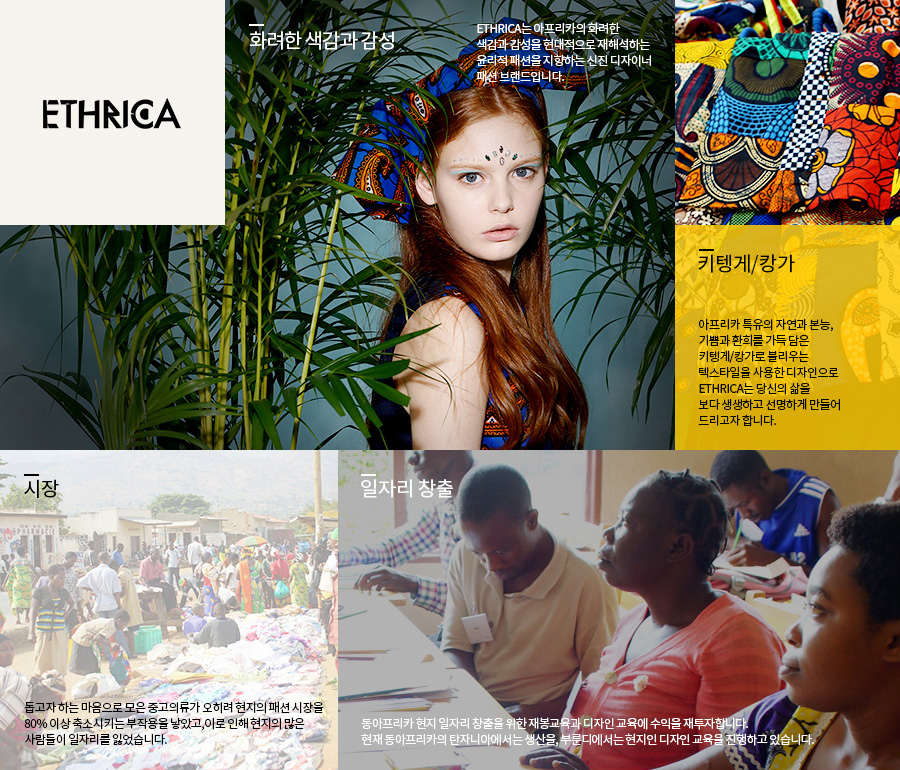 ETHRICA
화려한 색감과 감성
ETHRICA는 아프리카의 화려한
색감과 감성을 현대적으로 재해석하는
윤리적 패션을 지향하는 신진 디자이너
패션 브랜드입니다.
키텡게/캉가
아프리카 특유의 자연과 본능,
기쁨과 환희를 가득 담은
키텡게/캉가로 불리우는
텍스타일을 사용한 디자인으로
ETHRICA는 당신의 삶을
보다 생생하고 선명하게 만들어
드리고자 합니다.
시장
PHARMACIE
돕고자 하는 마음으로 모은 중고의류가 오히려 현지의 패션 시장을
80% 이상 축소시키는 부작용을 낳았고,이로 인해 현지의 많은
사람들이 일자리를 잃었습니다.
일자리 창출
동아프리카 현지 일자리 창출을 위한 재봉교육과 디자인 교육에 수익을 재투자합니다.
현재 동아프리카의 탄자니아에서는 생산을, 부룬디에서는 현지인 디자인 교육을 진행하고 있습니다.